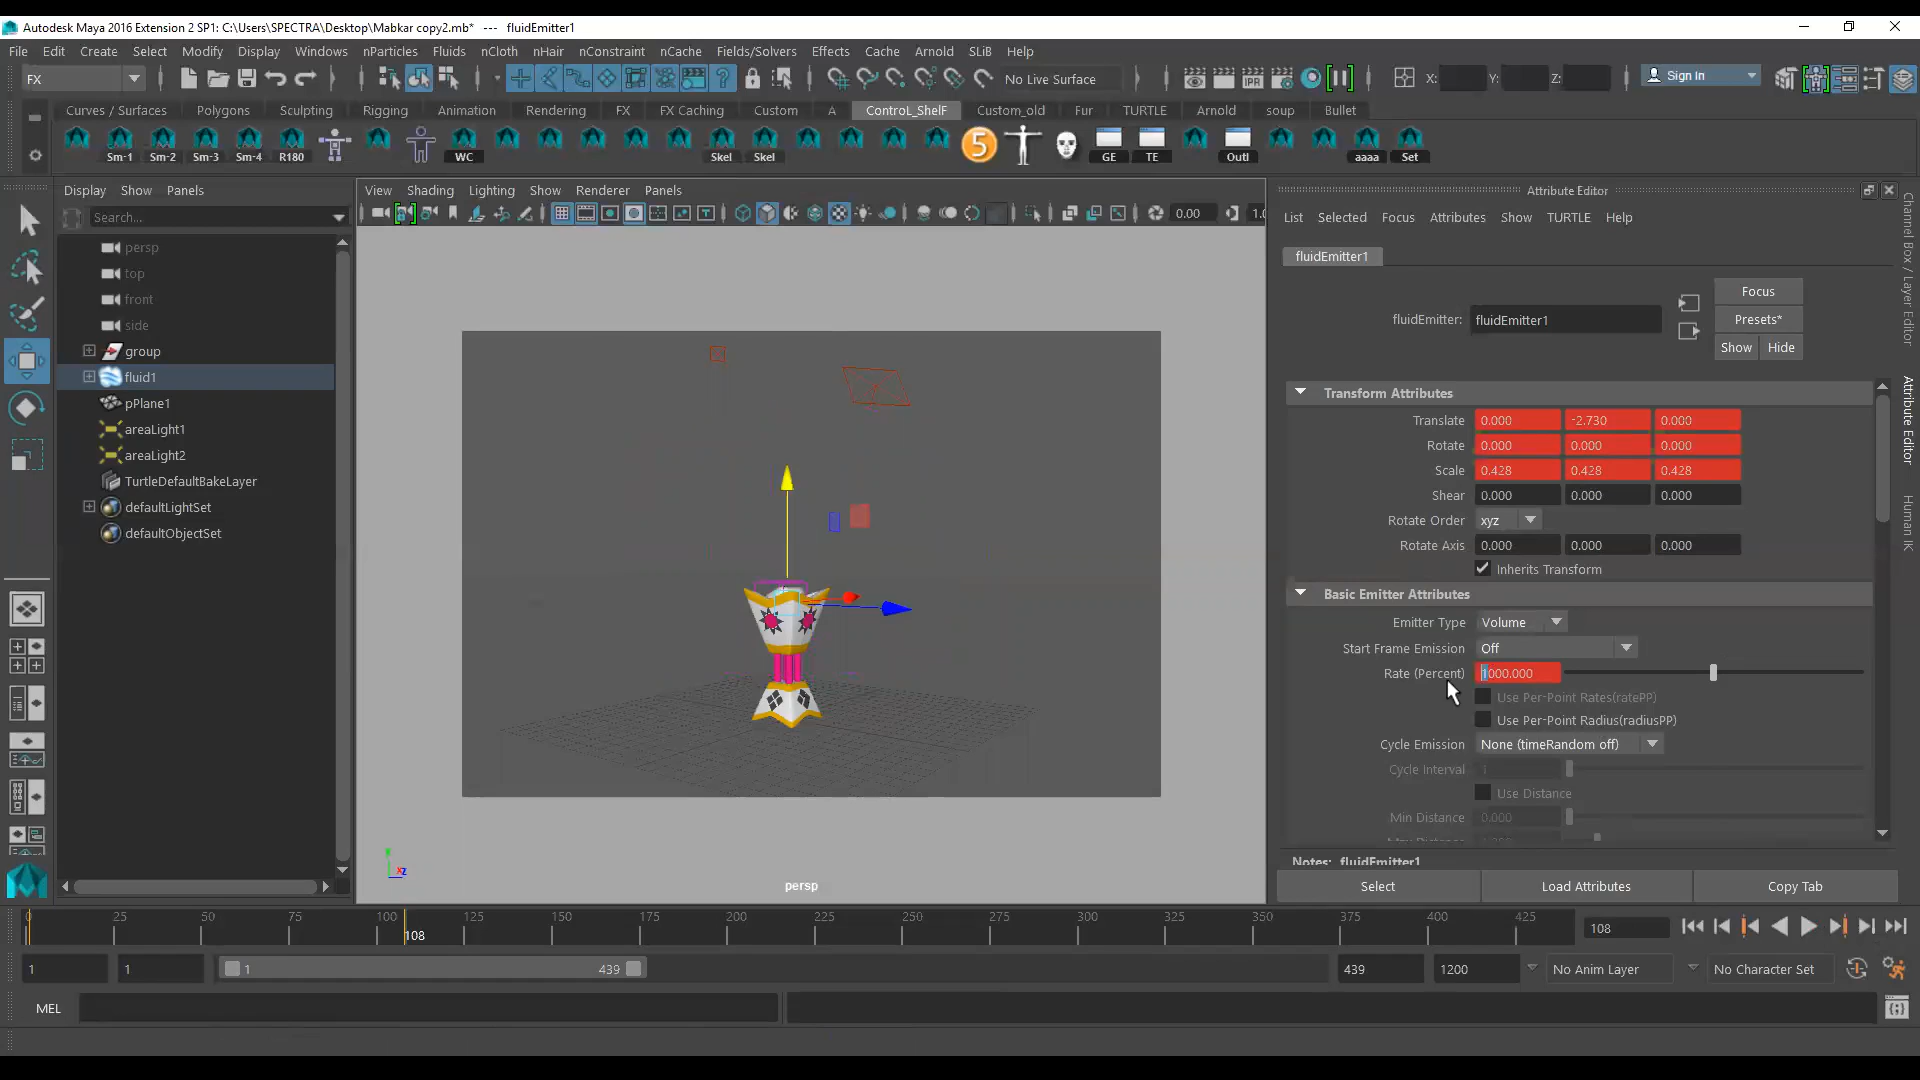 Autodesk Maya 2016 Extension 2 SP1: C:\Users\SPECTRA\Desktop\Mabkar copy2.mb* --- fluidEmitter1
File Edit Create Select Modify Display Windows nParticles Fluids nCloth nHair nConstraint nCache Fields/Solvers Effects Cache Arnold SLiB Help
FX No Live Surface X: Y: Z: Sign In
Curves / Surfaces Polygons Sculpting Rigging Animation Rendering FX FX Caching Custom A ControL_ShelF Custom_old Fur TURTLE Arnold soup Bullet
Sm-1 Sm-2 Sm-3 Sm-4 R180 WC Skel Skel 5 GE TE Outl aaaa Set
Display Show Panels
Search...
persp
top
front
side
group
fluid1
pPlane1
areaLight1
areaLight2
TurtleDefaultBakeLayer
defaultLightSet
defaultObjectSet
View Shading Lighting Show Renderer Panels
0.00 1.0
persp
Attribute Editor
List Selected Focus Attributes Show TURTLE Help
fluidEmitter1
fluidEmitter: fluidEmitter1
Focus
Presets*
Show Hide
Transform Attributes
Translate 0.000 -2.730 0.000
Rotate 0.000 0.000 0.000
Scale 0.428 0.428 0.428
Shear 0.000 0.000 0.000
Rotate Order xyz
Rotate Axis 0.000 0.000 0.000
Inherits Transform
Basic Emitter Attributes
Emitter Type Volume
Start Frame Emission Off
Rate (Percent) 1000.000
Use Per-Point Rates(ratePP)
Use Per-Point Radius(radiusPP)
Cycle Emission None (timeRandom off)
Cycle Interval 1
Use Distance
Min Distance 0.000
Notes: fluidEmitter1
Select Load Attributes Copy Tab
Channel Box / Layer Editor
Attribute Editor
Human IK
0 25 50 75 100 125 150 175 200 225 250 275 300 325 350 375 400 425
108
108
1 1 1 439 439 1200 No Anim Layer No Character Set
MEL